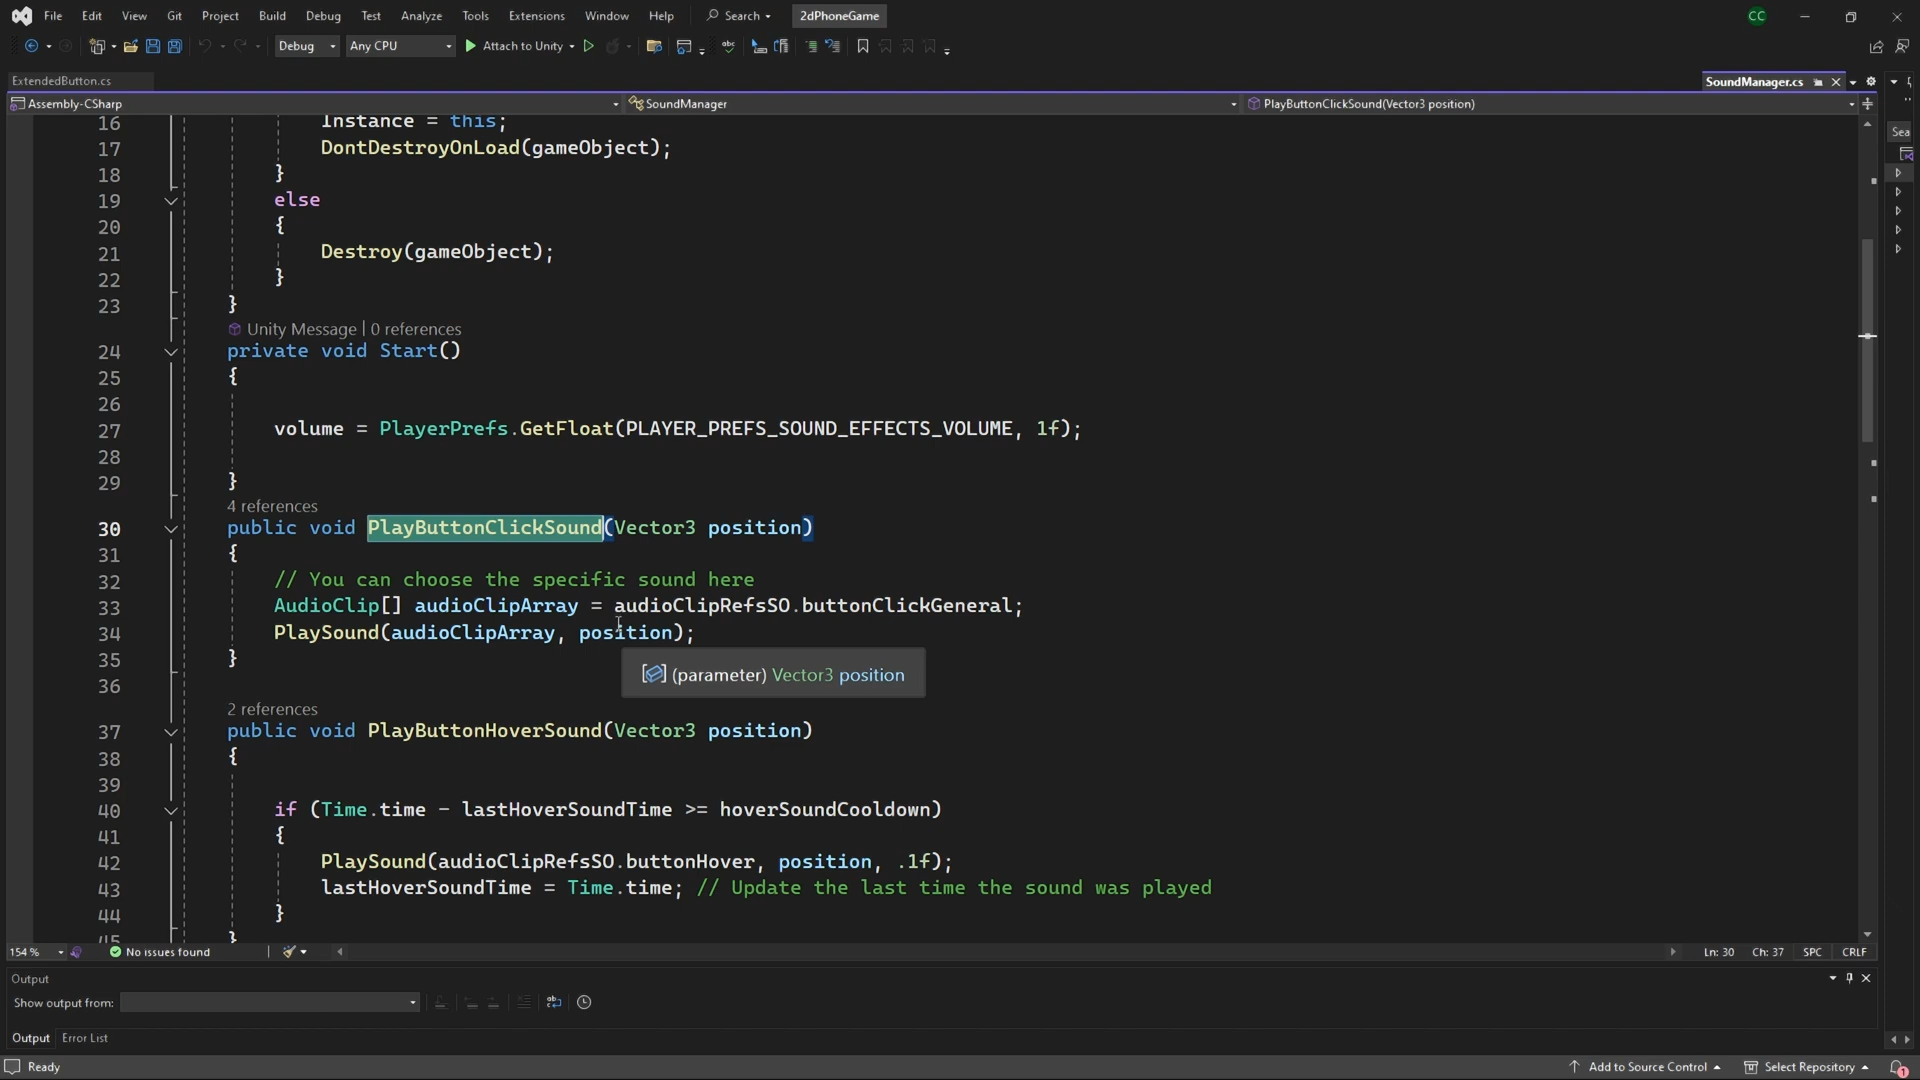 File Edit View Git Project Build Debug Test Analyze Tools Extensions Window Help Search 2dPhoneGame CC
Debug Any CPU Attach to Unity
ExtendedButton.cs SoundManager.cs
Assembly-CSharp SoundManager PlayButtonClickSound(Vector3 position)
Sea
16 Instance = this;
17 DontDestroyOnLoad(gameObject);
18 }
19 else
20 {
21 Destroy(gameObject);
22 }
23 }
Unity Message | 0 references
24 private void Start()
25 {
26
27 volume = PlayerPrefs.GetFloat(PLAYER_PREFS_SOUND_EFFECTS_VOLUME, 1f);
28
29 }
4 references
30 public void PlayButtonClickSound(Vector3 position)
31 {
32 // You can choose the specific sound here
33 AudioClip[] audioClipArray = audioClipRefsSO.buttonClickGeneral;
34 PlaySound(audioClipArray, position);
35 }
(parameter) Vector3 position
36
2 references
37 public void PlayButtonHoverSound(Vector3 position)
38 {
39
40 if (Time.time - lastHoverSoundTime >= hoverSoundCooldown)
41 {
42 PlaySound(audioClipRefsSO.buttonHover, position, .1f);
43 lastHoverSoundTime = Time.time; // Update the last time the sound was played
44 }
45 }
154 % No issues found Ln: 30 Ch: 37 SPC CRLF
Output
Show output from:
Output Error List
Ready Add to Source Control Select Repository 1